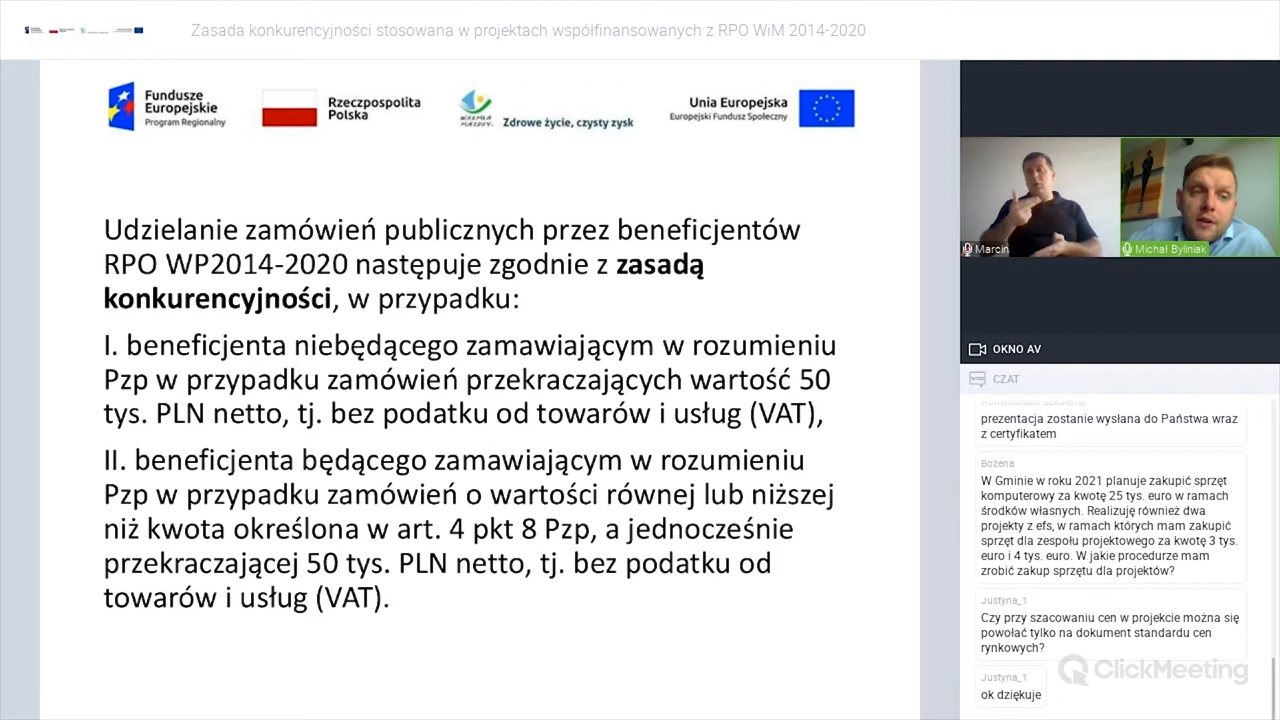 Zasada konkurencyjności stosowana w projektach współfinansowanych z RPO WiM 2014-2020
Fundusze
Europejskie
Program Regionalny
Rzeczpospolita
Polska
WARMIA
MAZURY
Zdrowe życie, czysty zysk
Unia Europejska
Europejski Fundusz Społeczny
Udzielanie zamówień publicznych przez beneficjentów
RPO WP2014-2020 następuje zgodnie z zasadą
konkurencyjności, w przypadku:
I. beneficjenta niebędącego zamawiającym w rozumieniu
Pzp w przypadku zamówień przekraczających wartość 50
tys. PLN netto, tj. bez podatku od towarów i usług (VAT),
II. beneficjenta będącego zamawiającym w rozumieniu
Pzp w przypadku zamówień o wartości równej lub niższej
niż kwota określona w art. 4 pkt 8 Pzp, a jednocześnie
przekraczającej 50 tys. PLN netto, tj. bez podatku od
towarów i usług (VAT).
Marcin
Michał Byliniak
OKNO AV
CZAT
Administrator szkolenia
prezentacja zostanie wysłana do Państwa wraz
z certyfikatem
Bozena
W Gminie w roku 2021 planuje zakupić sprzęt
komputerowy za kwotę 25 tys. euro w ramach
środków własnych. Realizuję również dwa
projekty z efs, w ramach których mam zakupić
sprzęt dla zespołu projektowego za kwotę 3 tys.
euro i 4 tys. euro. W jakie procedurze mam
zrobić zakup sprzętu dla projektów?
Justyna_1
Czy przy szacowaniu cen w projekcie można się
powołać tylko na dokument standardu cen
rynkowych?
ClickMeeting
Justyna_1
ok dziękuje